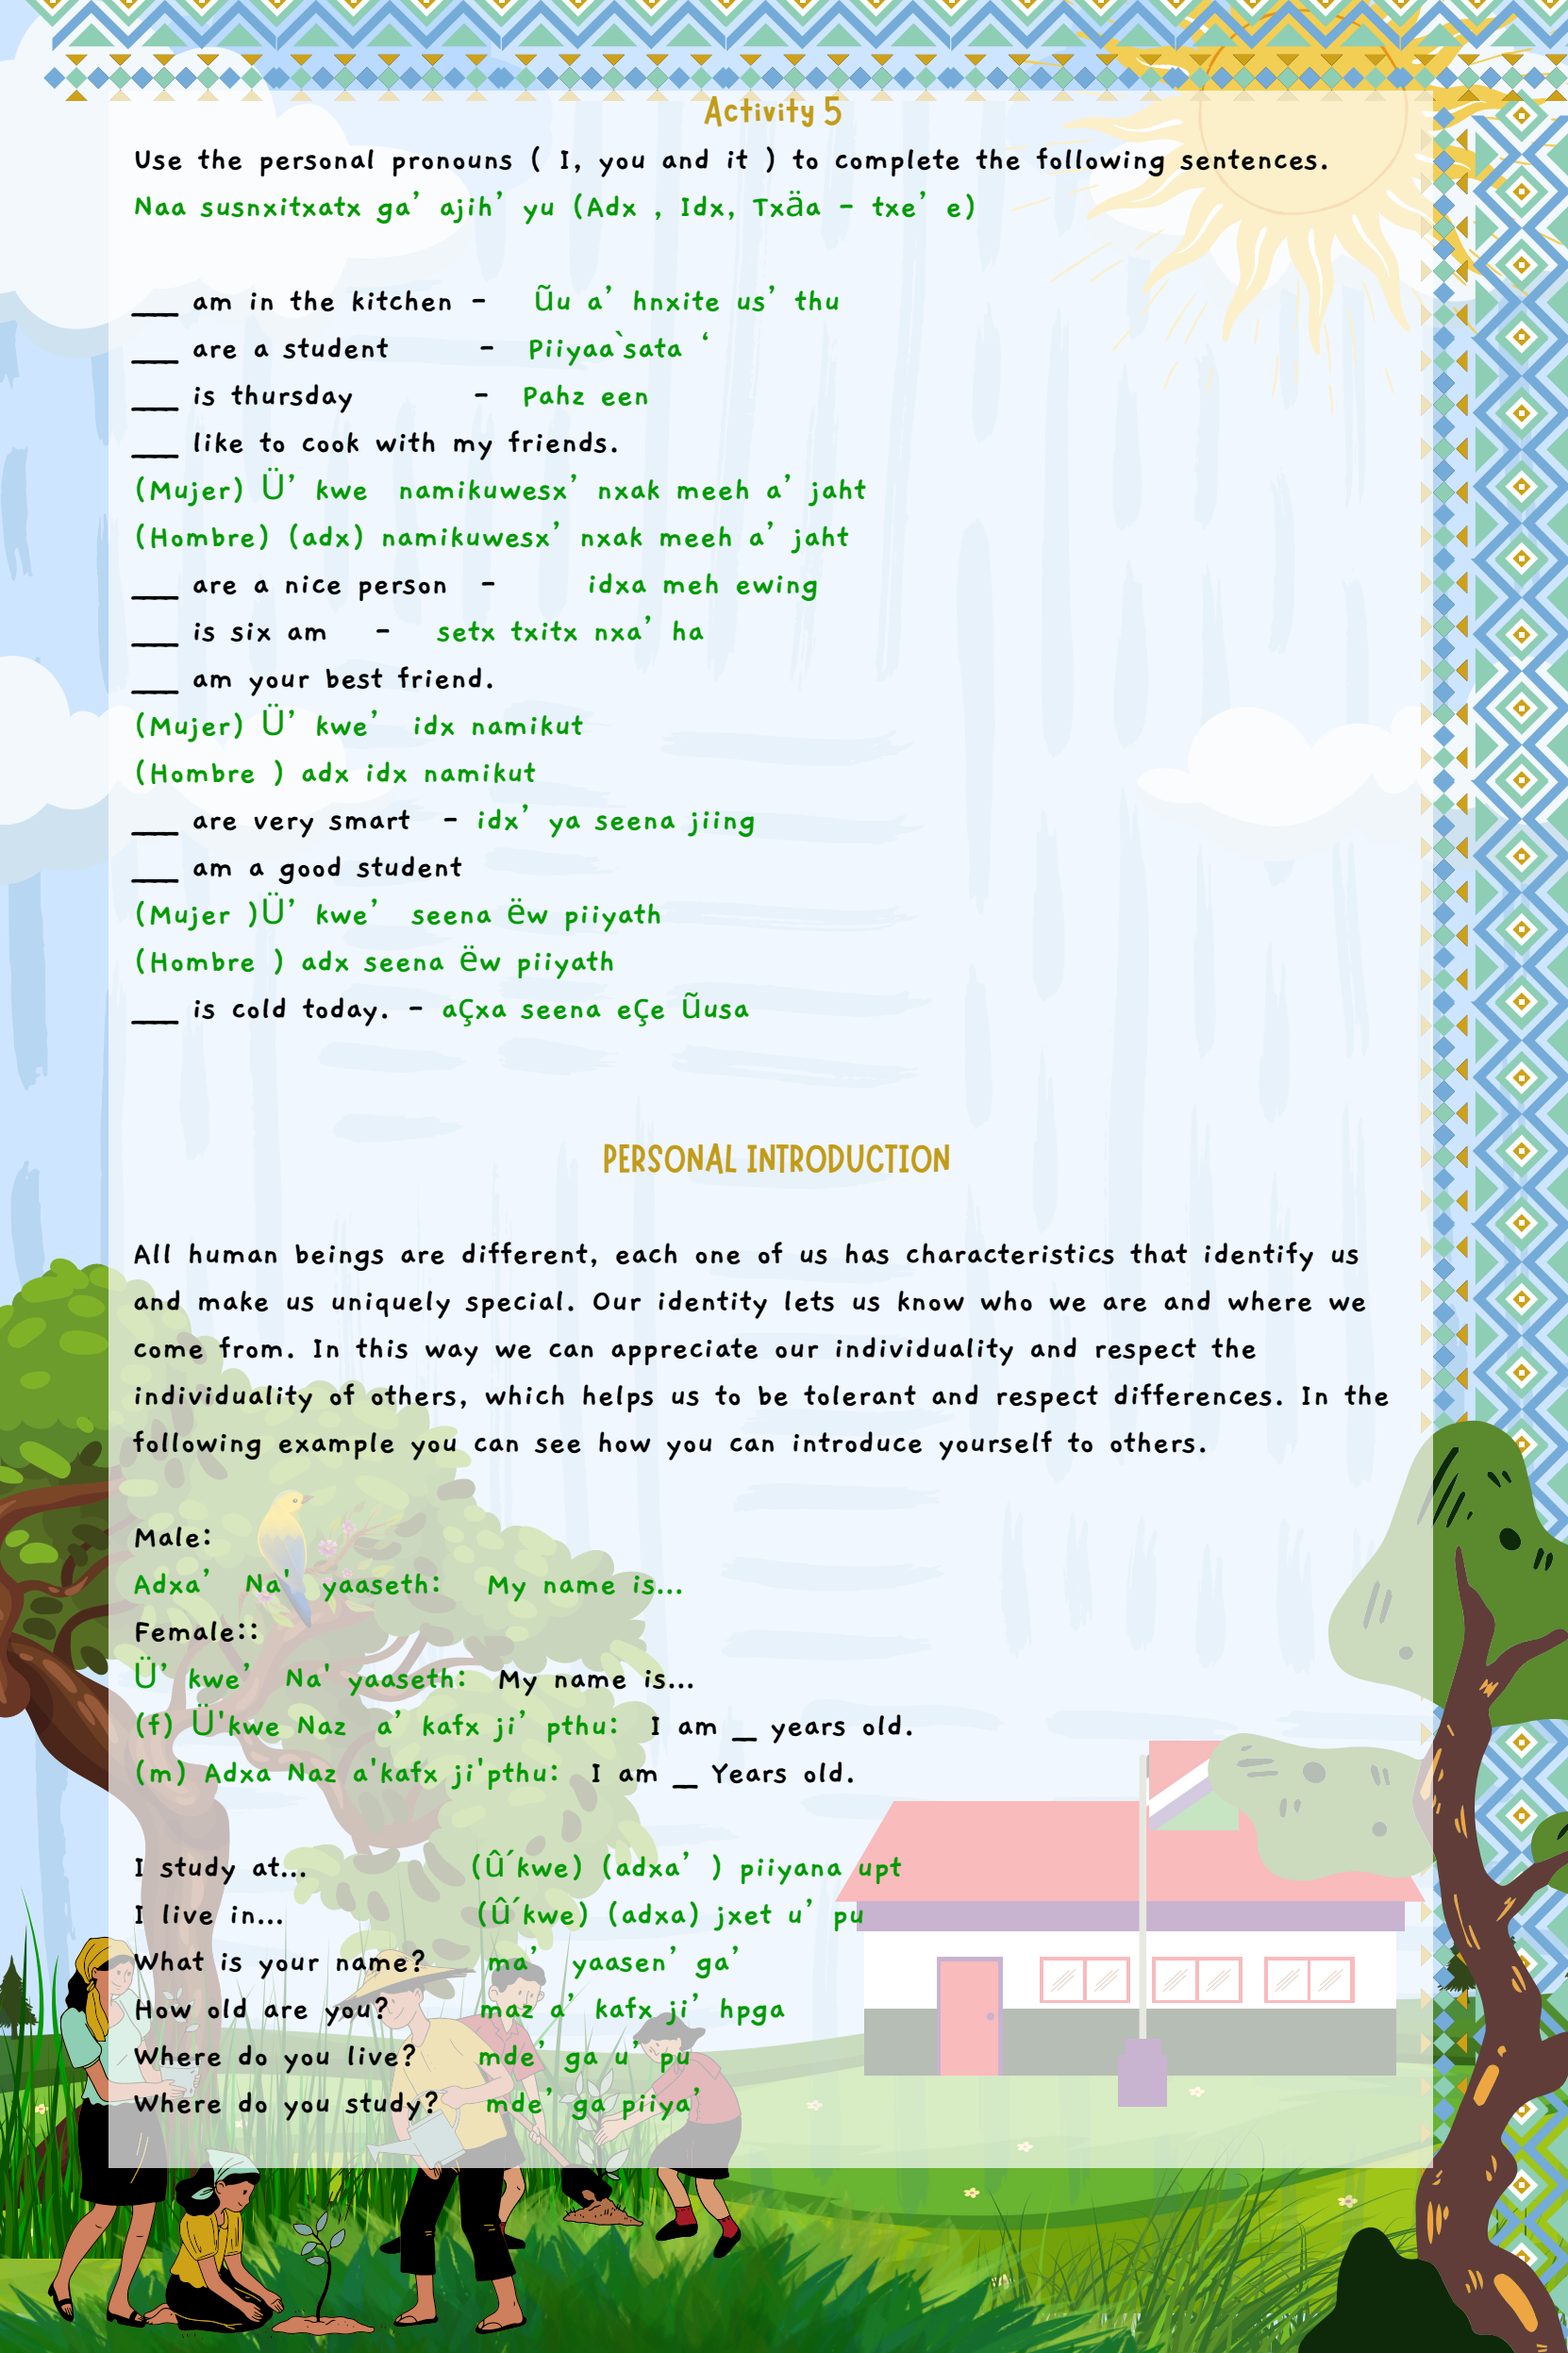 Activity 5
Use the personal pronouns ( I, you and it ) to complete the following sentences.
Naa susnxitxatx ga’ ajih’ yu (Adx , Idx, Txäa - txe’ e)
___ am in the kitchen - Ũu a’ hnxite us’ thu
___ are a student - Piiyaa`sata ‘
___ is thursday - Pahz een
___ like to cook with my friends.
(Mujer) Ü’ kwe namikuwesx’ nxak meeh a’ jaht
(Hombre) (adx) namikuwesx’ nxak meeh a’ jaht
___ are a nice person - idxa meh ewing
___ is six am - setx txitx nxa’ ha
___ am your best friend.
(Mujer) Ü’ kwe’ idx namikut
(Hombre ) adx idx namikut
___ are very smart - idx’ ya seena jiing
___ am a good student
(Mujer )Ü’ kwe’ seena ëw piiyath
(Hombre ) adx seena ëw piiyath
___ is cold today. - aÇxa seena eÇe Ũusa
PERSONAL INTRODUCTION
All human beings are different, each one of us has characteristics that identify us
and make us uniquely special. Our identity lets us know who we are and where we
come from. In this way we can appreciate our individuality and respect the
individuality of others, which helps us to be tolerant and respect differences. In the
following example you can see how you can introduce yourself to others.
Male:
Adxa’ Na' yaaseth: My name is...
Female::
Ü’ kwe’ Na' yaaseth: My name is...
(f) Ü'kwe Naz a’ kafx ji’ pthu: I am _ years old.
(m) Adxa Naz a'kafx ji'pthu: I am _ Years old.
I study at... (Û´kwe) (adxa’ ) piiyana upt
I live in... (Û´kwe) (adxa) jxet u’ pu
What is your name? ma’ yaasen’ ga’
How old are you? maz a’ kafx ji’ hpga
Where do you live? mde’ ga u’ pu
Where do you study? mde’ ga piiya’